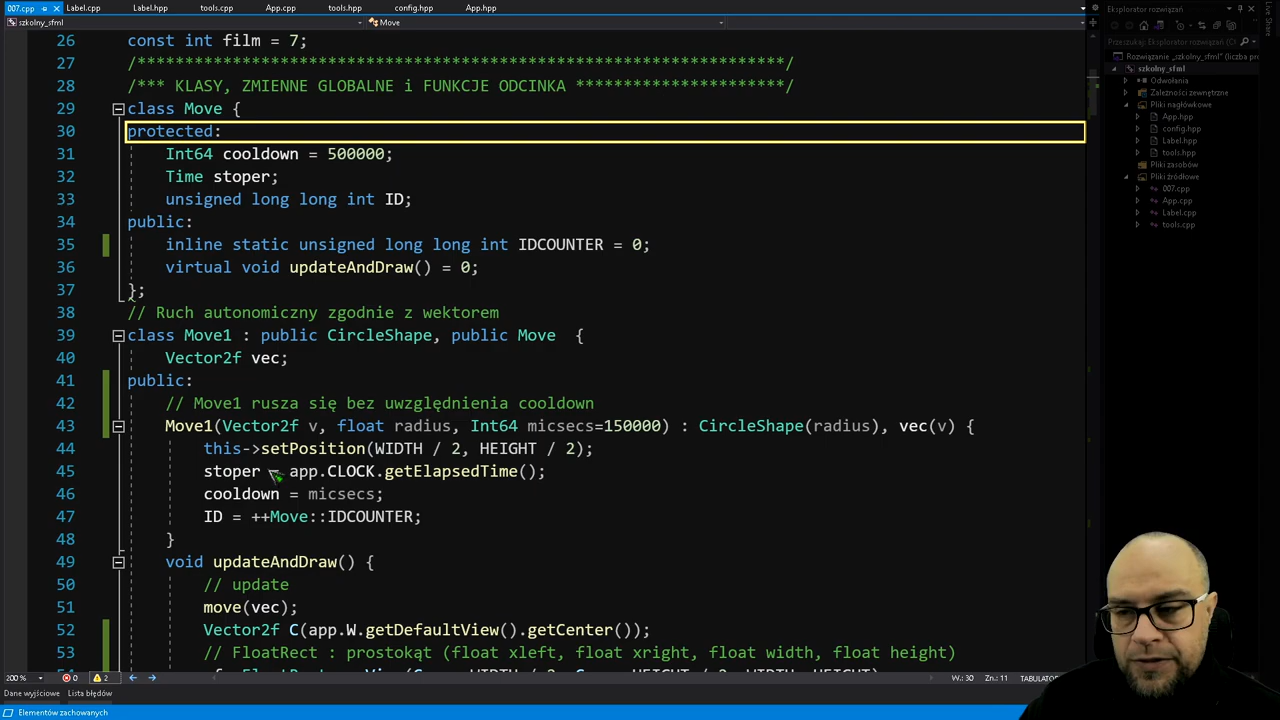 007.cpp Label.cpp Label.hpp tools.cpp App.cpp tools.hpp config.hpp App.hpp
szkolny_sfml Move
26 const int film = 7;
27 /********************************************************************/
28 /*** KLASY, ZMIENNE GLOBALNE i FUNKCJE ODCINKA **********************/
29 class Move {
30 protected:
31 Int64 cooldown = 500000;
32 Time stoper;
33 unsigned long long int ID;
34 public:
35 inline static unsigned long long int IDCOUNTER = 0;
36 virtual void updateAndDraw() = 0;
37 };
38 // Ruch autonomiczny zgodnie z wektorem
39 class Move1 : public CircleShape, public Move {
40 Vector2f vec;
41 public:
42 // Move1 rusza się bez uwzględnienia cooldown
43 Move1(Vector2f v, float radius, Int64 micsecs=150000) : CircleShape(radius), vec(v) {
44 this->setPosition(WIDTH / 2, HEIGHT / 2);
45 stoper = app.CLOCK.getElapsedTime();
46 cooldown = micsecs;
47 ID = ++Move::IDCOUNTER;
48 }
49 void updateAndDraw() {
50 // update
51 move(vec);
52 Vector2f C(app.W.getDefaultView().getCenter());
53 // FloatRect : prostokąt (float xleft, float xright, float width, float height)
200 % 0 2 W.: 30 Zn.: 11 TABULATOR
Dane wyjściowe Lista błędów
Elementów zachowanych
Eksplorator rozwiązań
Przeszukaj: Eksplorator rozwiązań
Rozwiązanie „szkolny_sfml” (liczba
szkolny_sfml
Odwołania
Zależności zewnętrzne
Pliki nagłówkowe
App.hpp
config.hpp
Label.hpp
tools.hpp
Pliki zasobów
Pliki źródłowe
007.cpp
App.cpp
Label.cpp
tools.cpp
Live Share